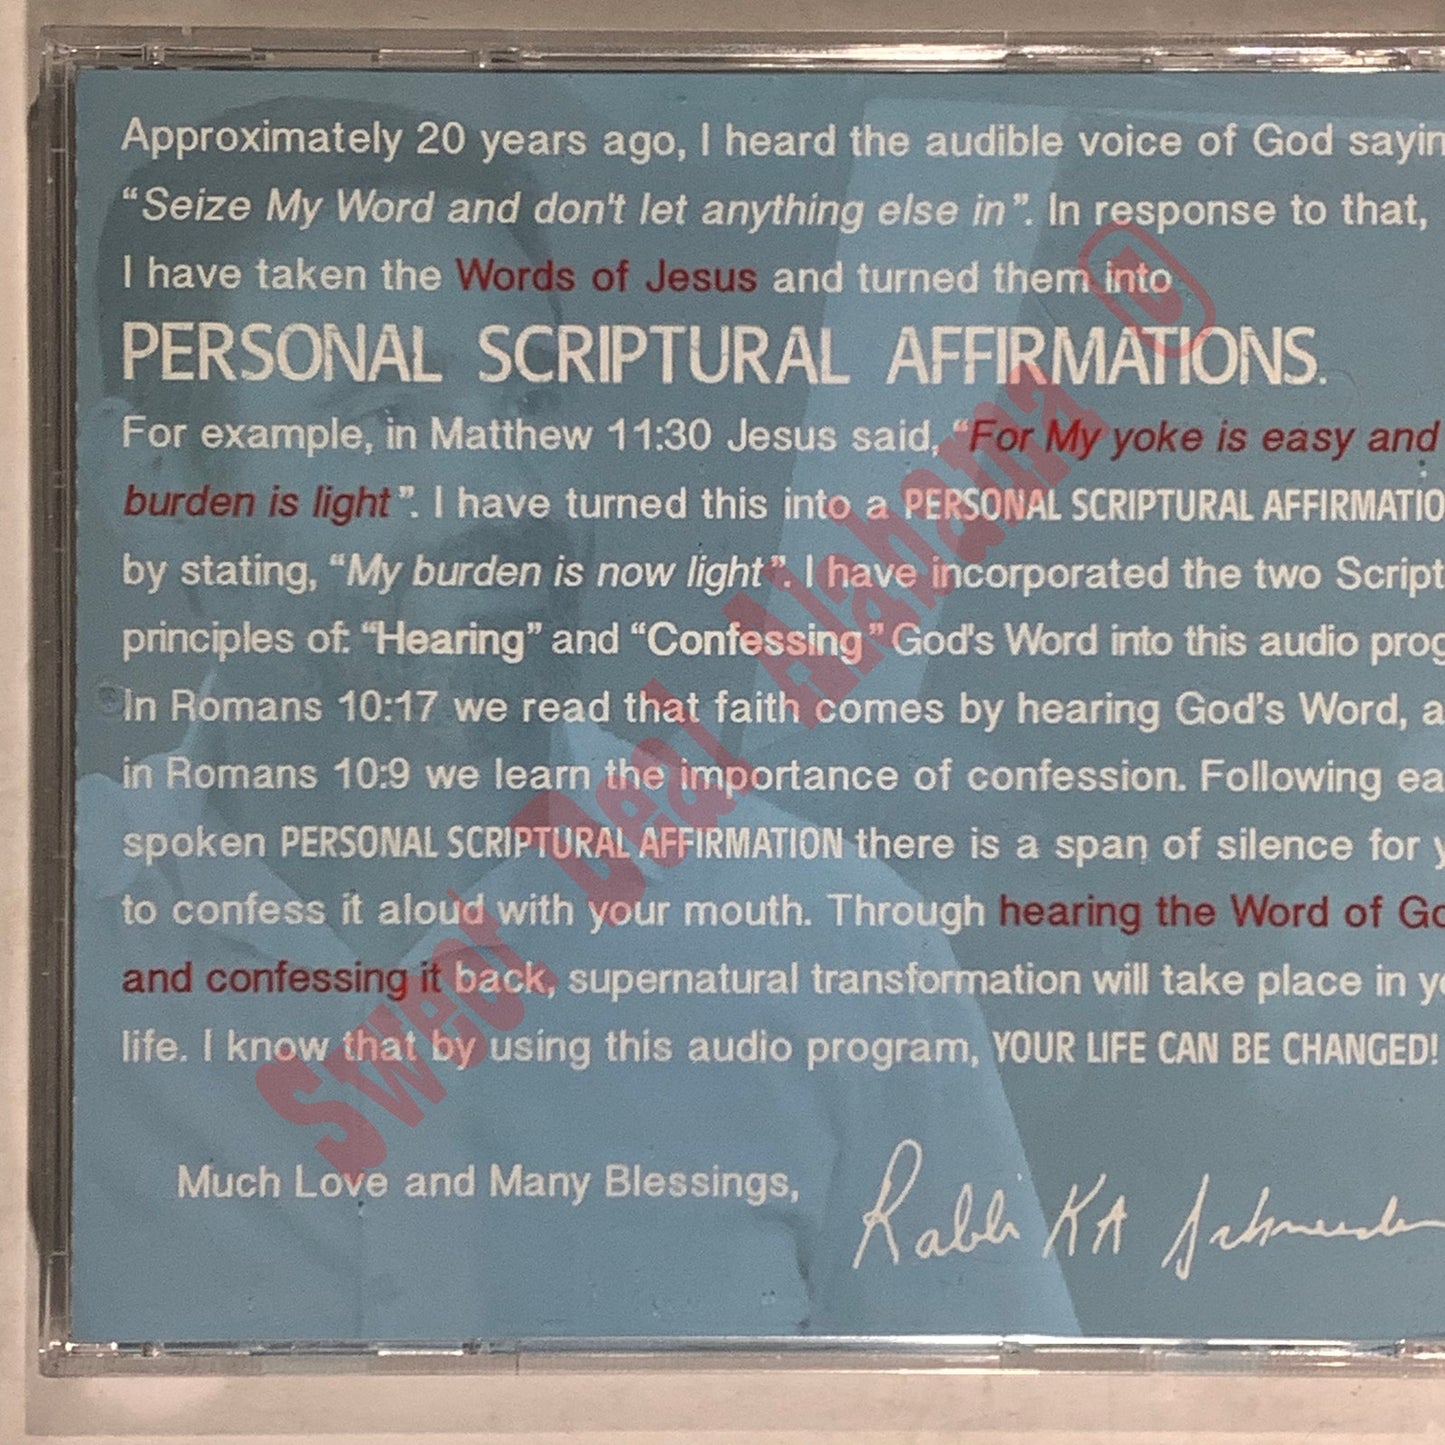 Approximately 20 years ago, I heard the audible voice of God sayin
“Seize My Word and don't let anything else in”. In response to that,
I have taken the Words of Jesus and turned them into
PERSONAL SCRIPTURAL AFFIRMATIONS.
For example, in Matthew 11:30 Jesus said, “For My yoke is easy and
burden is light”. I have turned this into a PERSONAL SCRIPTURAL AFFIRMATIO
by stating, “My burden is now light”. I have incorporated the two Script
principles of: “Hearing” and “Confessing” God's Word into this audio prog
In Romans 10:17 we read that faith comes by hearing God’s Word, a
in Romans 10:9 we learn the importance of confession. Following ea
spoken PERSONAL SCRIPTURAL AFFIRMATION there is a span of silence for y
to confess it aloud with your mouth. Through hearing the Word of Go
and confessing it back, supernatural transformation will take place in yo
life. I know that by using this audio program, YOUR LIFE CAN BE CHANGED!
Much Love and Many Blessings,
Rabbi KA Schneider
Sweet Deal Alabama